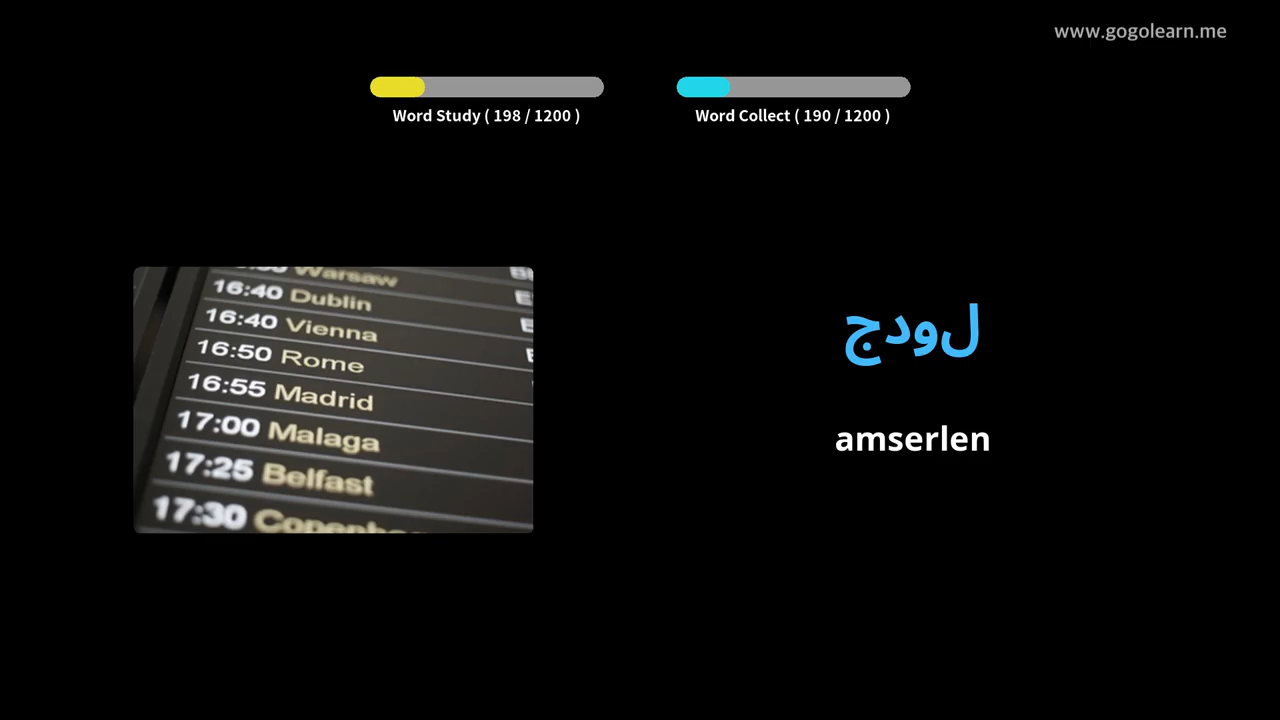 www.gogolearn.me
Word Study ( 198 / 1200 )
Word Collect ( 190 / 1200 )
Warsaw
16:40 Dublin
16:40 Vienna
16:50 Rome
16:55 Madrid
17:00 Malaga
17:25 Belfast
17:30
جدول
amserlen